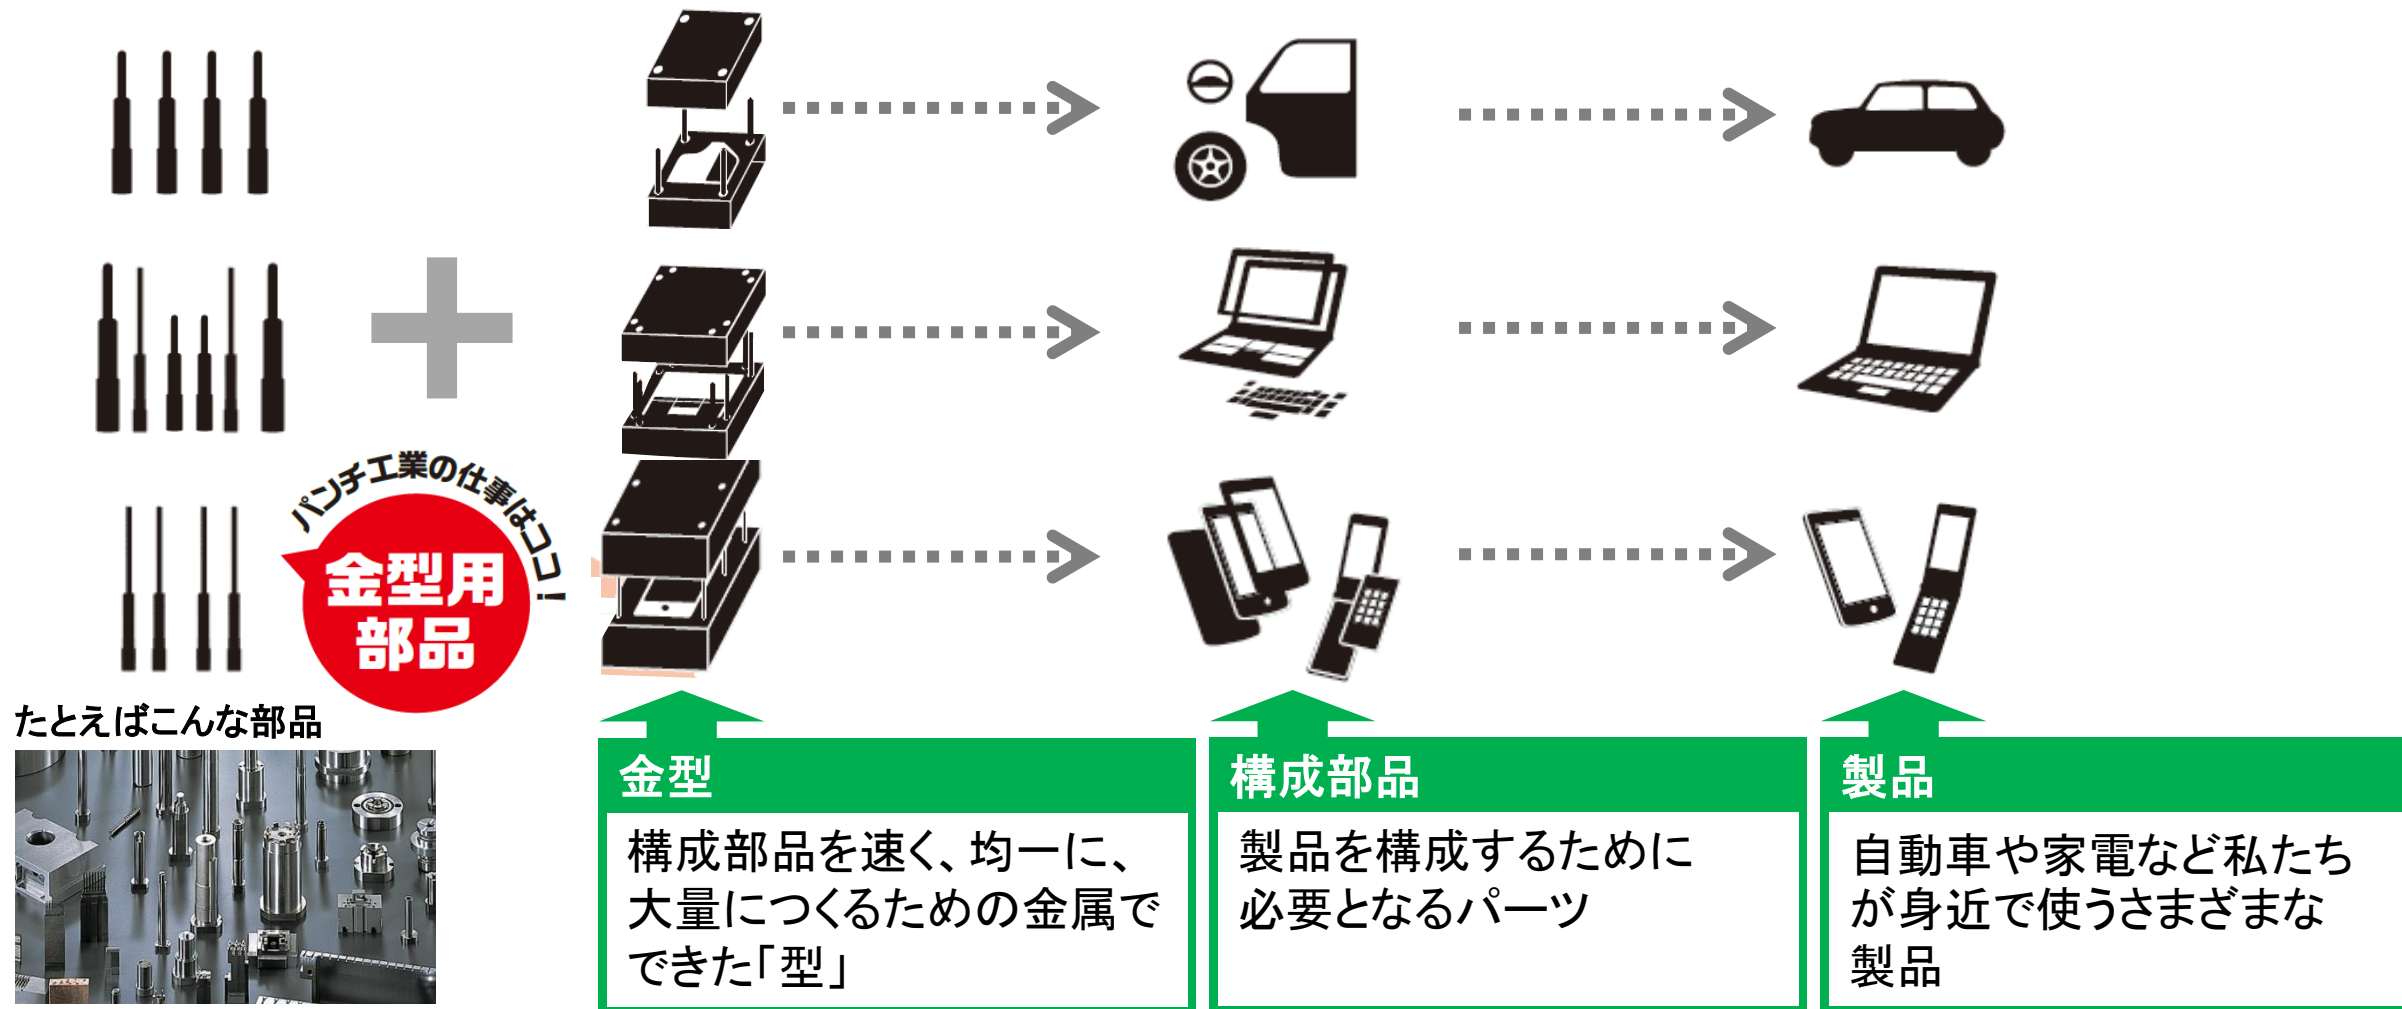 パンチ工業の仕事はココ！
金型用
部品
たとえばこんな部品
金型
構成部品を速く、均一に、
大量につくるための金属で
できた「型」
構成部品
製品を構成するために
必要となるパーツ
製品
自動車や家電など私たち
が身近で使うさまざまな
製品